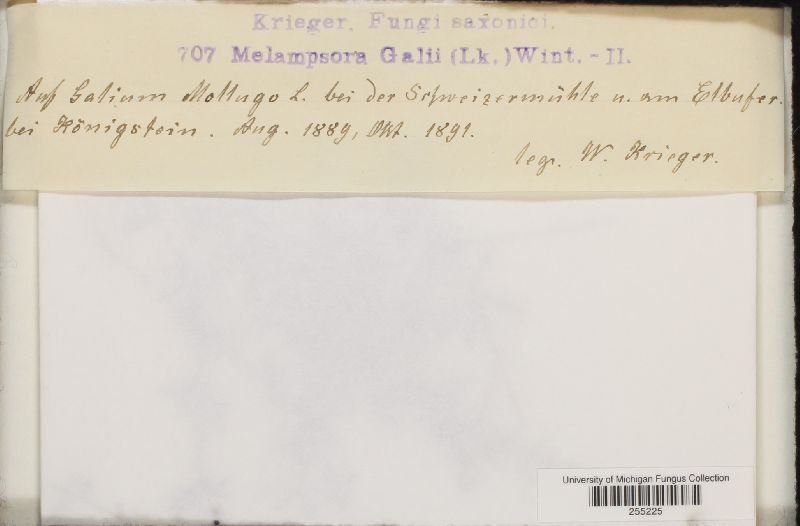 Krieger, Fungi saxonici.
707 Melampsora Galii (Lk.) Wint. - II.
Auf Galium Mollugo L. bei der Schweizermühle u. am Elbufer
bei Königstein. Aug. 1889, Okt. 1891.
leg. W. Krieger.
University of Michigan Fungus Collection
255225